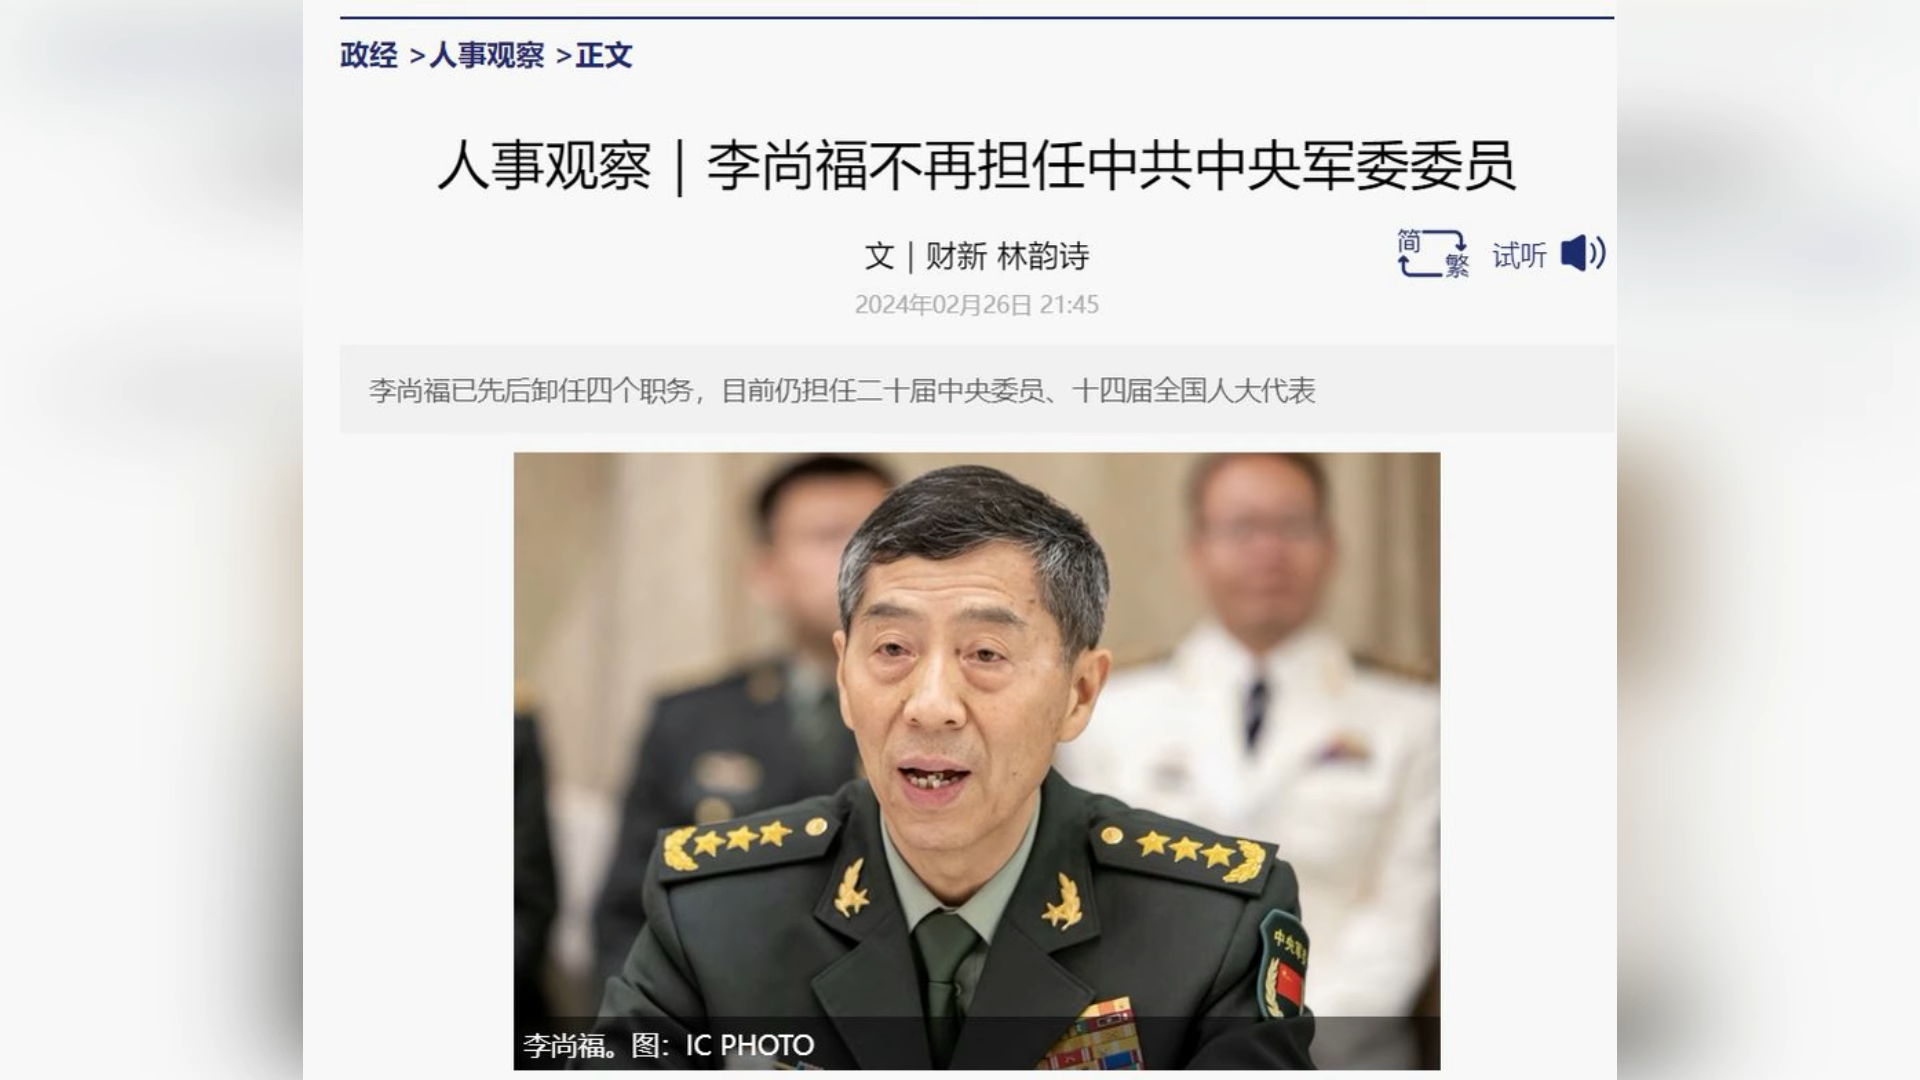 政经 >人事观察 >正文
人事观察｜李尚福不再担任中共中央军委委员
文｜财新 林韵诗
简繁 试听
2024年02月26日 21:45
李尚福已先后卸任四个职务，目前仍担任二十届中央委员、十四届全国人大代表
中央军
李尚福。图：IC PHOTO